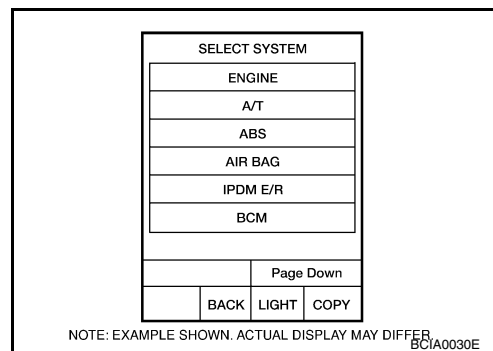 SELECT SYSTEM
ENGINE
A/T
ABS
AIR BAG
IPDM E/R
BCM
Page Down
BACK LIGHT COPY
NOTE: EXAMPLE SHOWN. ACTUAL DISPLAY MAY DIFFER.
BCIA0030E